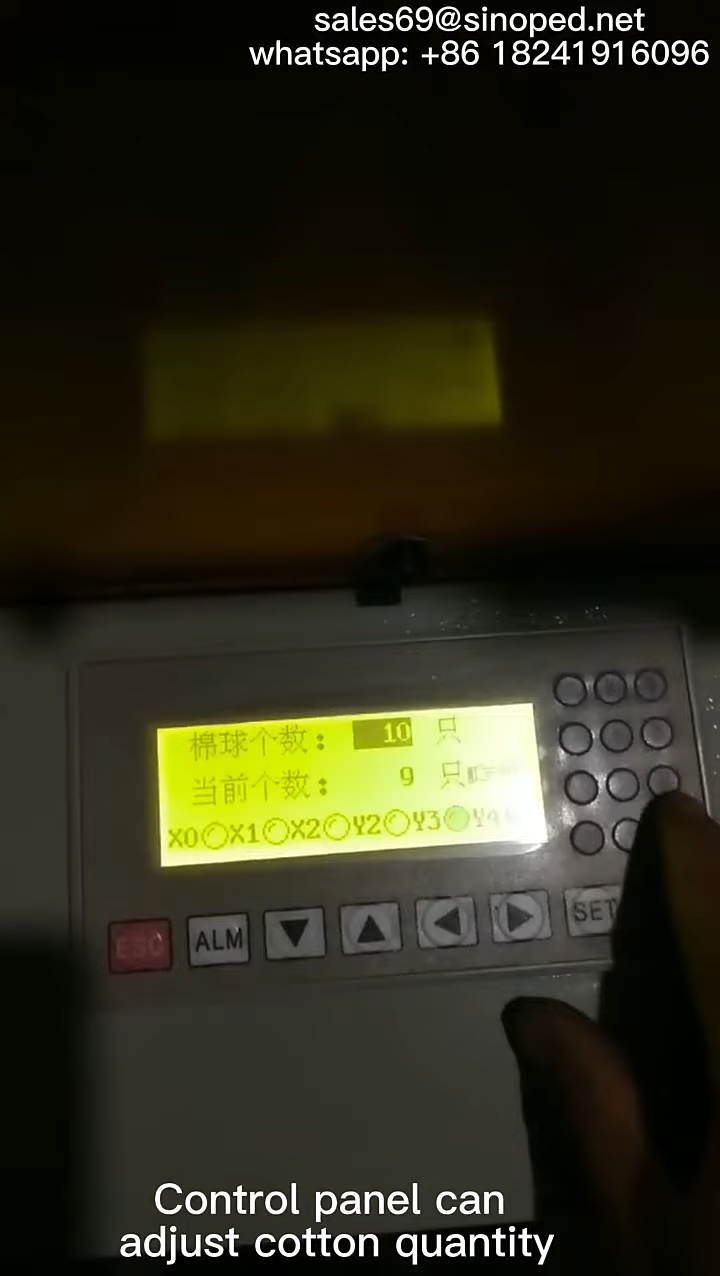 sales69@sinoped.net
whatsapp: +86 18241916096
棉球个数: 10 只
当前个数: 9 只
X0 X1 X2 Y2 Y3 Y4
ESC ALM ▼ ▲ ◀ ▶ SET
Control panel can
adjust cotton quantity